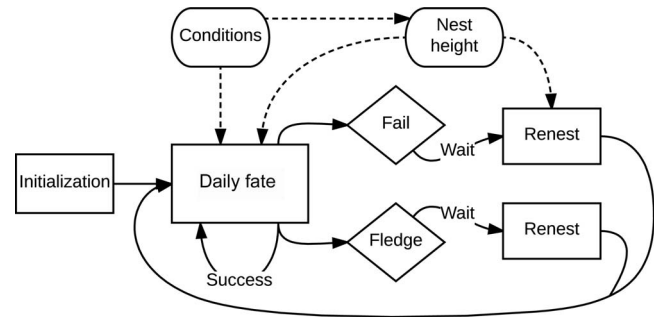 Conditions
Nest
height
Fail
Wait
Renest
Initialization
Daily fate
Wait
Fledge
Renest
Success